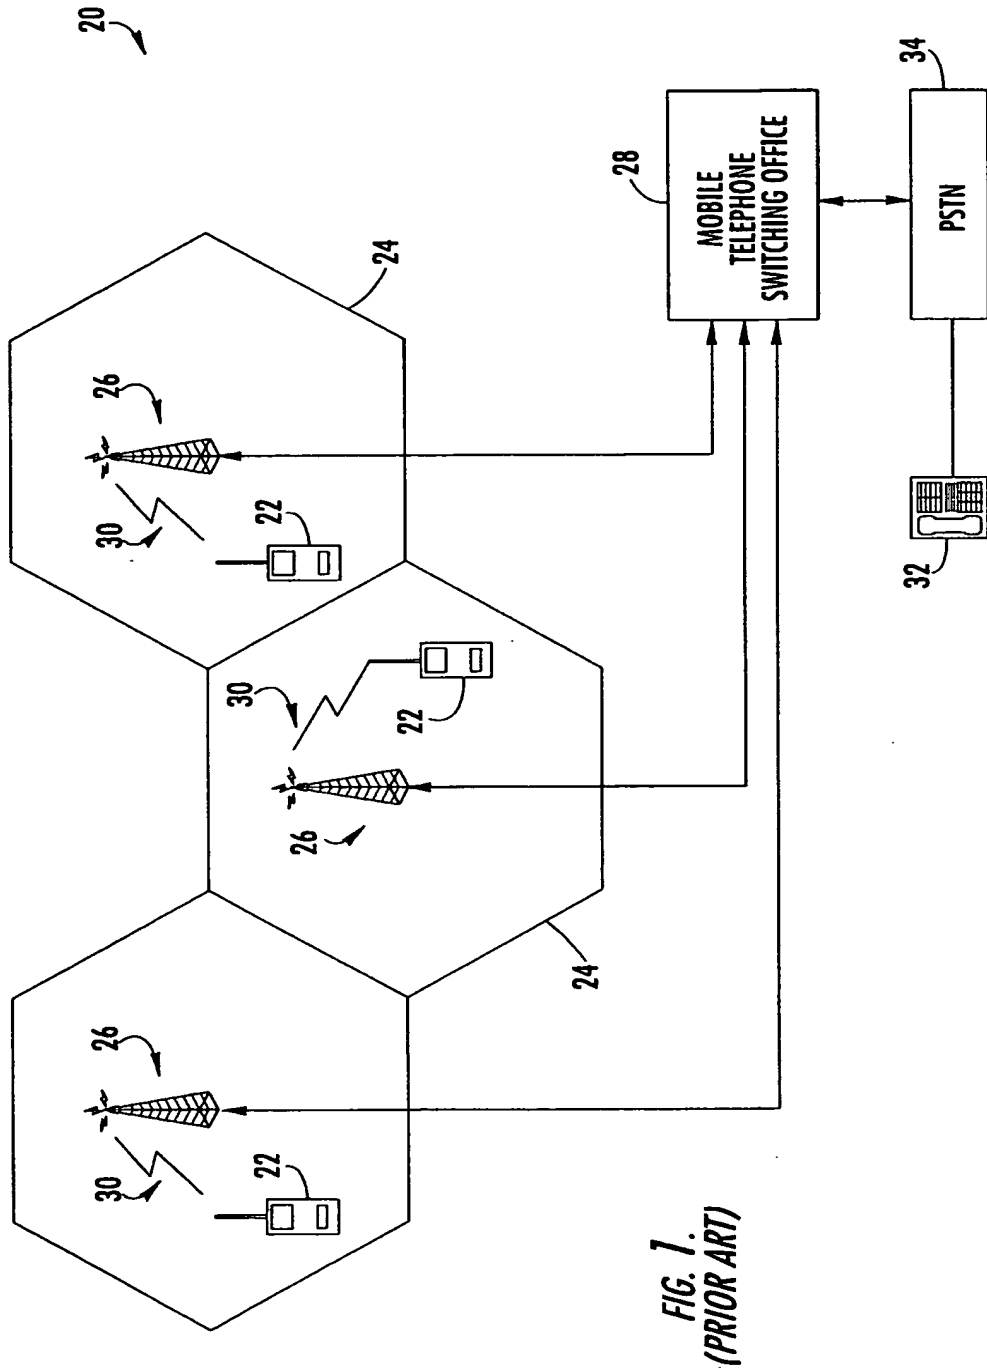 20
30
26
30
26
30
22
22
26
24
22
24
28
MOBILE
TELEPHONE
SWITCHING OFFICE
34
32
PSTN
FIG. 1.
(PRIOR ART)